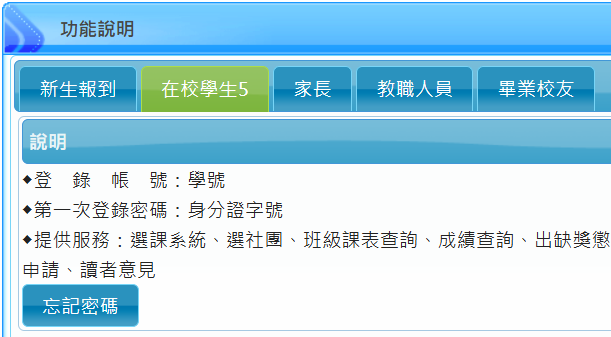 功能說明
新生報到 在校學生5 家長 教職人員 畢業校友
說明
◆登 錄 帳 號：學號
◆第一次登錄密碼：身分證字號
◆提供服務：選課系統、選社團、班級課表查詢、成績查詢、出缺獎懲
申請、讀者意見
忘記密碼